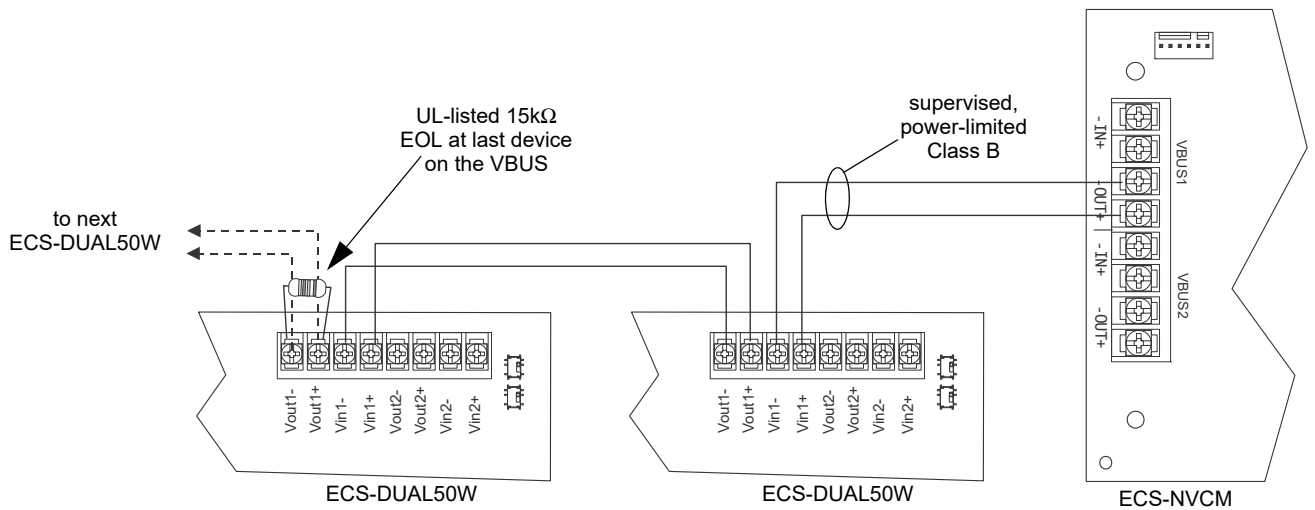 UL-listed 15kΩ
EOL at last device
on the VBUS
supervised,
power-limited
Class B
to next
ECS-DUAL50W
- IN+
- OUT+
VBUS1
- IN+
- OUT+
VBUS2
Vout1-
Vout1+
Vin1-
Vin1+
Vout2-
Vout2+
Vin2-
Vin2+
ECS-DUAL50W
Vout1-
Vout1+
Vin1-
Vin1+
Vout2-
Vout2+
Vin2-
Vin2+
ECS-DUAL50W
ECS-NVCM